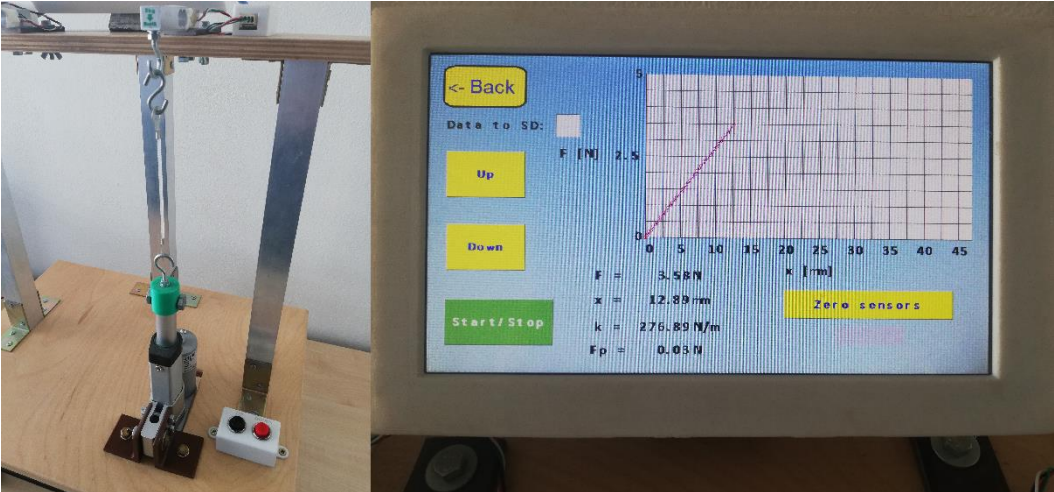 <- Back
Data to SD:
Up
Down
Start/Stop
5
F [N] 2.5
0
0 5 10 15 20 25 30 35 40 45
x [mm]
F = 3.58N
x = 12.89mm
k = 276.89N/m
Fp = 0.03N
Zero sensors